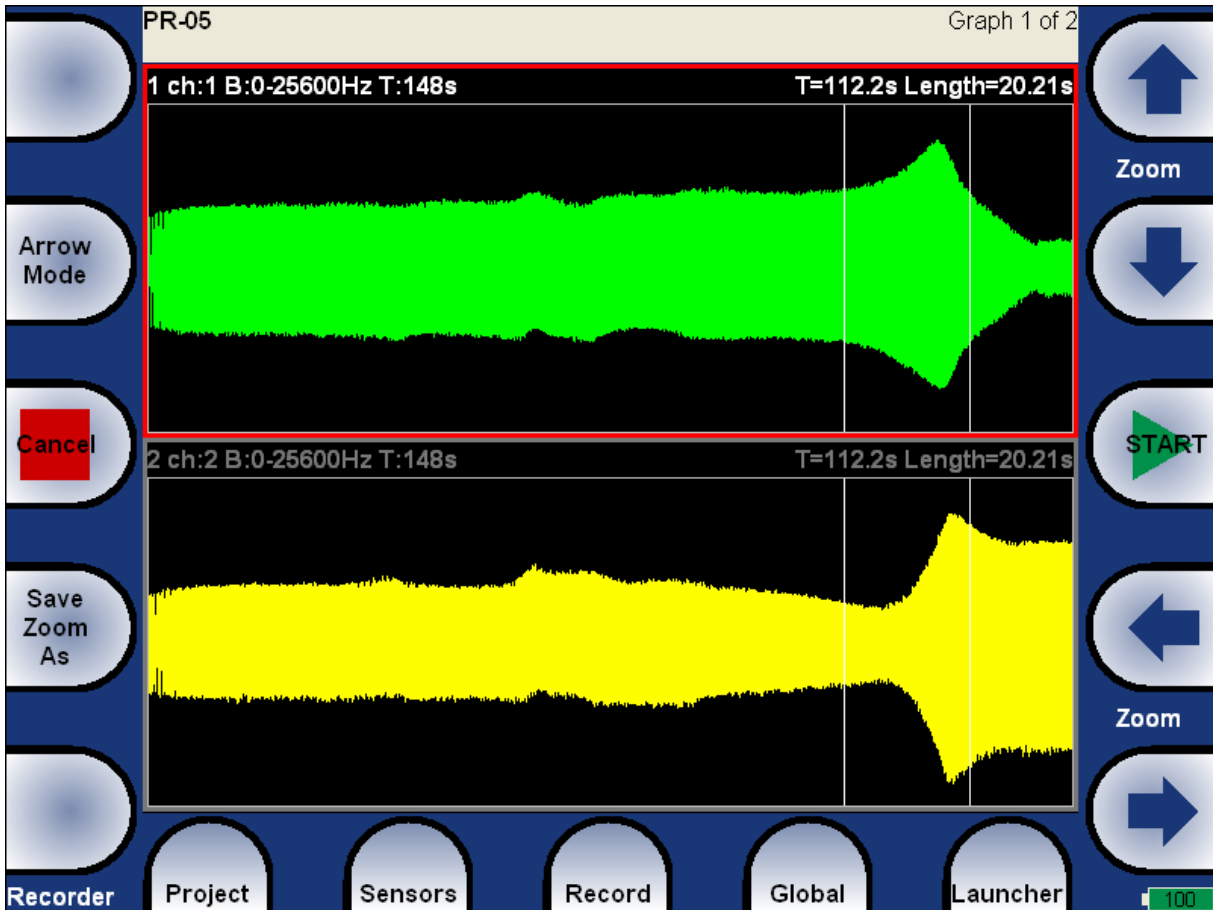 PR-05
Graph 1 of 2
1 ch:1 B:0-25600Hz T:148s
T=112.2s Length=20.21s
Zoom
Arrow
Mode
Cancel
START
2 ch:2 B:0-25600Hz T:148s
T=112.2s Length=20.21s
Save
Zoom
As
Zoom
Recorder
Project
Sensors
Record
Global
Launcher
100